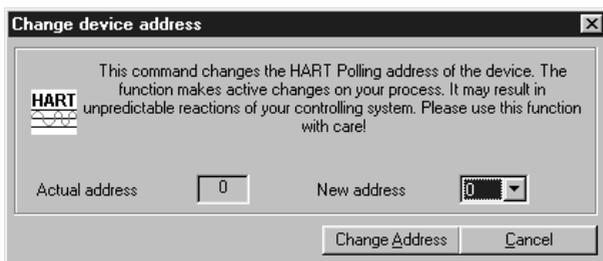 Change device address
This command changes the HART Polling address of the device. The
function makes active changes on your process. It may result in
unpredictable reactions of your controlling system. Please use this function
with care!
HART
Actual address 0 New address 0
Change Address Cancel